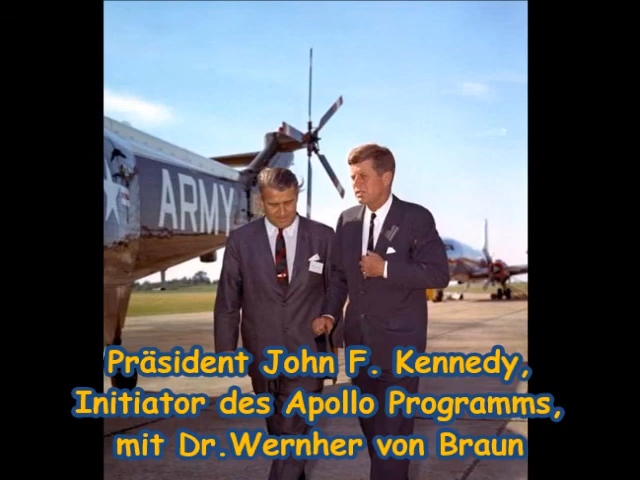 ARMY
Präsident John F. Kennedy,
Initiator des Apollo Programms,
mit Dr.Wernher von Braun